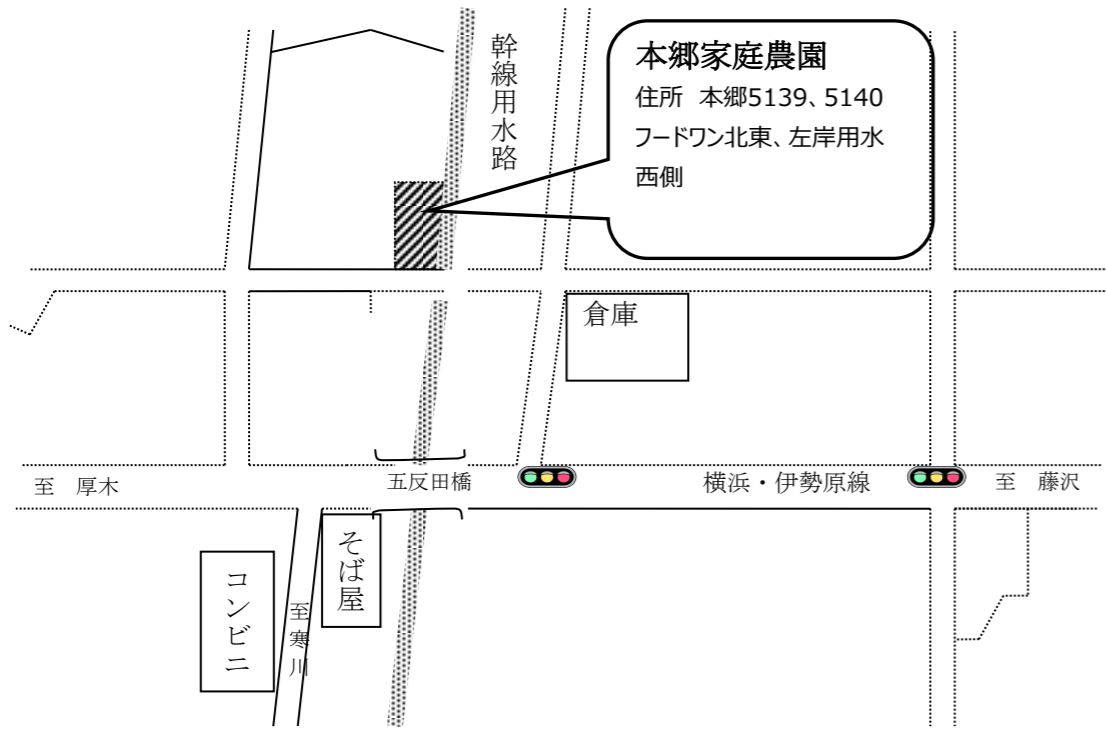 幹線用水路
本郷家庭農園
住所 本郷5139、5140
フードワン北東、左岸用水
西側
倉庫
至 厚木
五反田橋
横浜・伊勢原線
至 藤沢
そば屋
コンビニ
至寒川